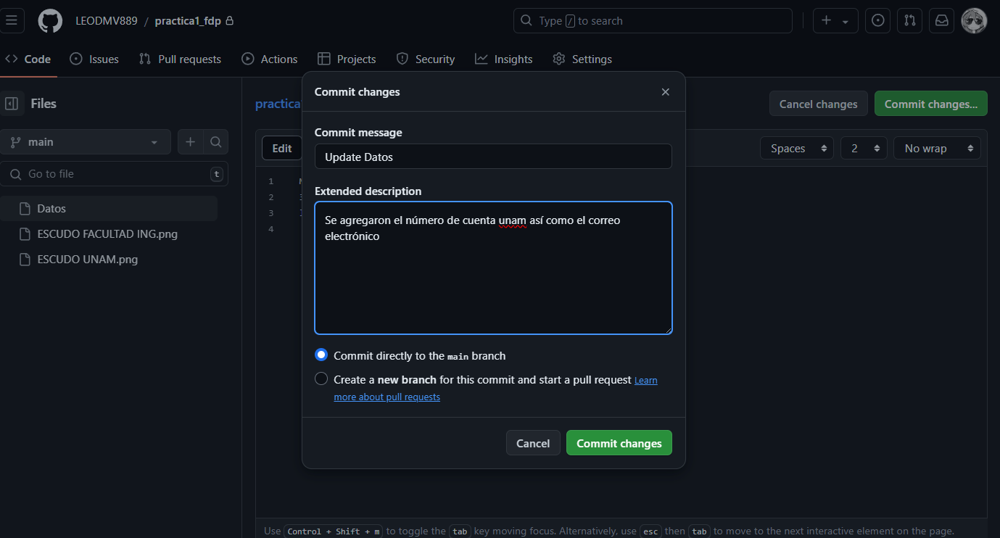 LEODMV889 / practica1_fdp
Type / to search
Code
Issues
Pull requests
Actions
Projects
Security
Insights
Settings
Files
main
Go to file
t
Datos
ESCUDO FACULTAD ING.png
ESCUDO UNAM.png
practica
Cancel changes
Commit changes...
Edit
Spaces
2
No wrap
1
2
3
4
Commit changes
Commit message
Update Datos
Extended description
Se agregaron el número de cuenta unam así como el correo
electrónico
Commit directly to the main branch
Create a new branch for this commit and start a pull request Learn
more about pull requests
Cancel
Commit changes
Use Control + Shift + m to toggle the tab key moving focus. Alternatively, use esc then tab to move to the next interactive element on the page.